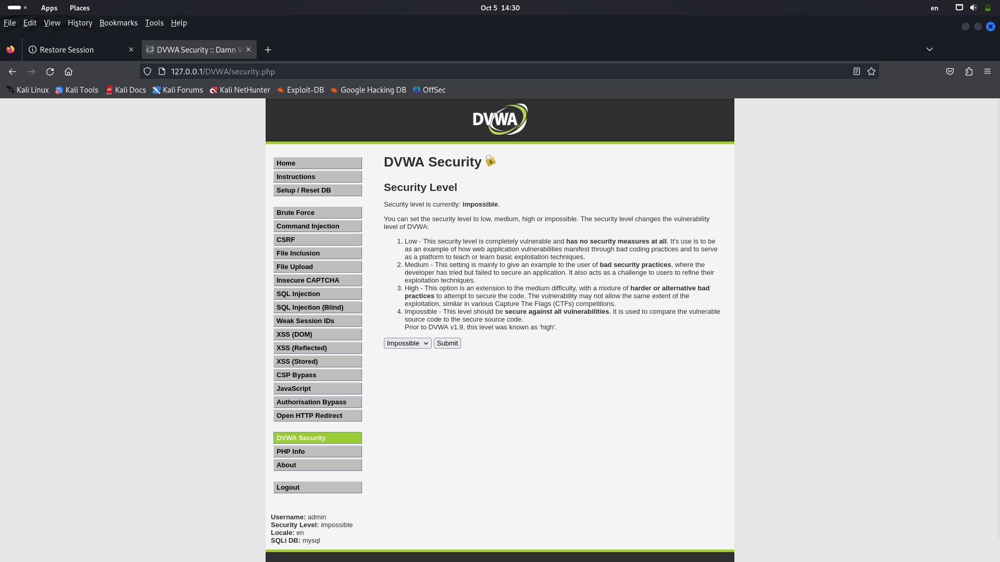 Apps Places Oct 5 14:30 en
File Edit View History Bookmarks Tools Help
Restore Session DVWA Security :: Damn V
127.0.0.1/DVWA/security.php
Kali Linux Kali Tools Kali Docs Kali Forums Kali NetHunter Exploit-DB Google Hacking DB OffSec
DVWA
Home
Instructions
Setup / Reset DB
Brute Force
Command Injection
CSRF
File Inclusion
File Upload
Insecure CAPTCHA
SQL Injection
SQL Injection (Blind)
Weak Session IDs
XSS (DOM)
XSS (Reflected)
XSS (Stored)
CSP Bypass
JavaScript
Authorisation Bypass
Open HTTP Redirect
DVWA Security
PHP Info
About
Logout
DVWA Security
Security Level
Security level is currently: impossible.
You can set the security level to low, medium, high or impossible. The security level changes the vulnerability
level of DVWA:
1. Low - This security level is completely vulnerable and has no security measures at all. It's use is to be
as an example of how web application vulnerabilities manifest through bad coding practices and to serve
as a platform to teach or learn basic exploitation techniques.
2. Medium - This setting is mainly to give an example to the user of bad security practices, where the
developer has tried but failed to secure an application. It also acts as a challenge to users to refine their
exploitation techniques.
3. High - This option is an extension to the medium difficulty, with a mixture of harder or alternative bad
practices to attempt to secure the code. The vulnerability may not allow the same extent of the
exploitation, similar in various Capture The Flags (CTFs) competitions.
4. Impossible - This level should be secure against all vulnerabilities. It is used to compare the vulnerable
source code to the secure source code.
Prior to DVWA v1.9, this level was known as 'high'.
Impossible Submit
Username: admin
Security Level: impossible
Locale: en
SQLi DB: mysql